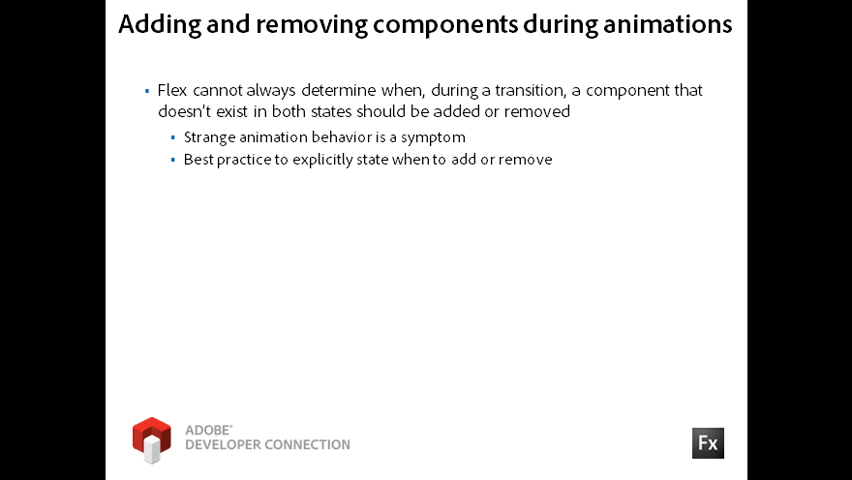 Adding and removing components during animations
Flex cannot always determine when, during a transition, a component that
doesn't exist in both states should be added or removed
Strange animation behavior is a symptom
Best practice to explicitly state when to add or remove
ADOBE®
DEVELOPER CONNECTION
Fx